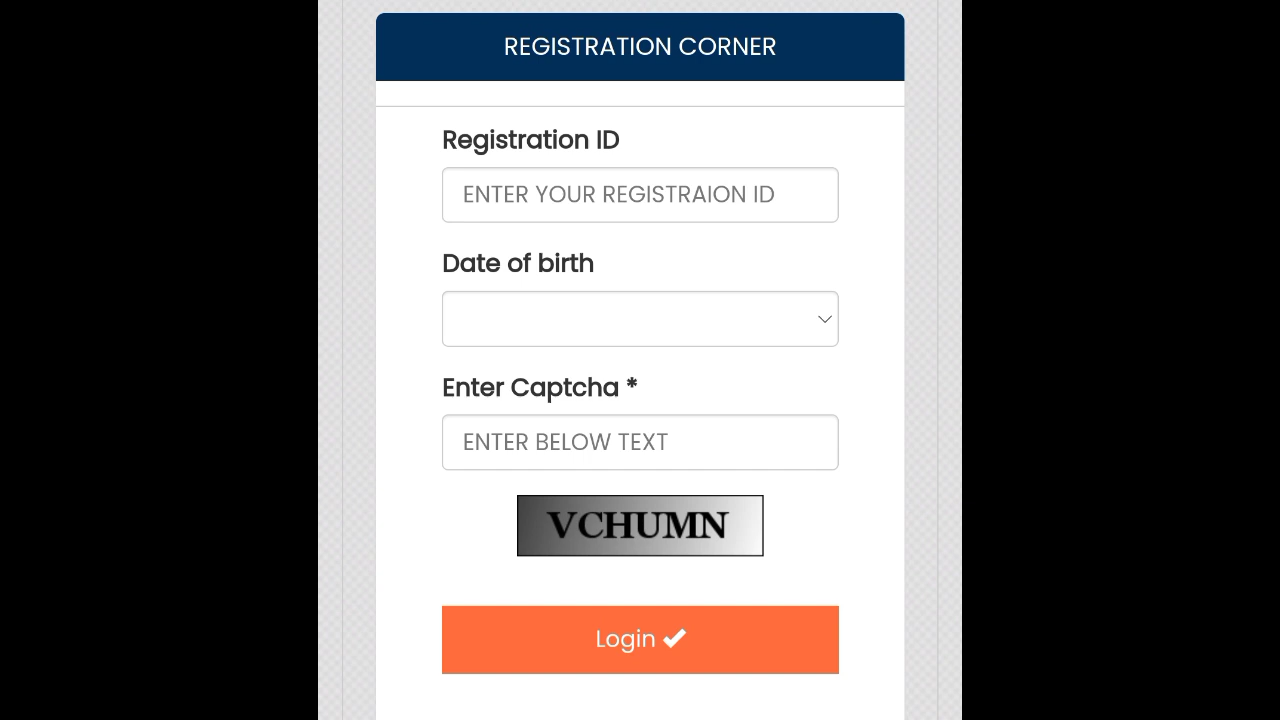 REGISTRATION CORNER
Registration ID
ENTER YOUR REGISTRAION ID
Date of birth
Enter Captcha *
ENTER BELOW TEXT
VCHUMN
Login